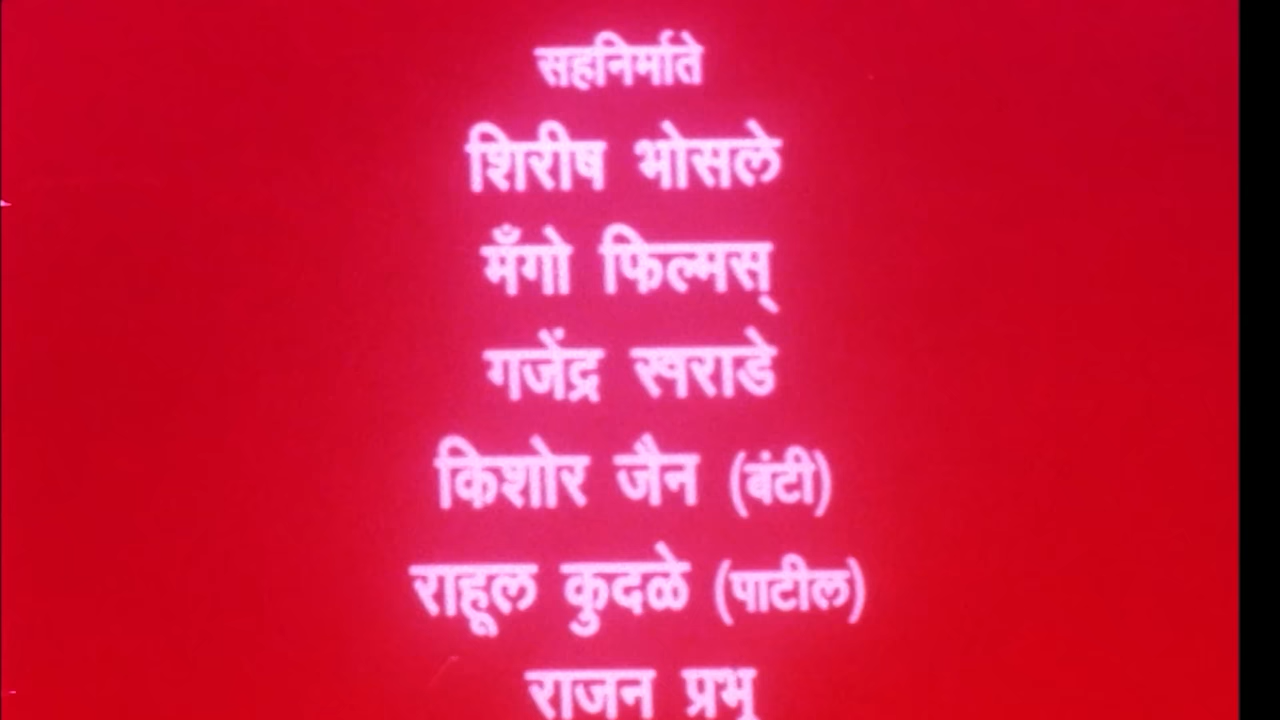 सहनिर्माते
शिरीष भोसले
मँगो फिल्मस्
गजेंद्र खराडे
किशोर जैन (बंटी)
राहूल कुदळे (पाटील)
राजन प्रभू